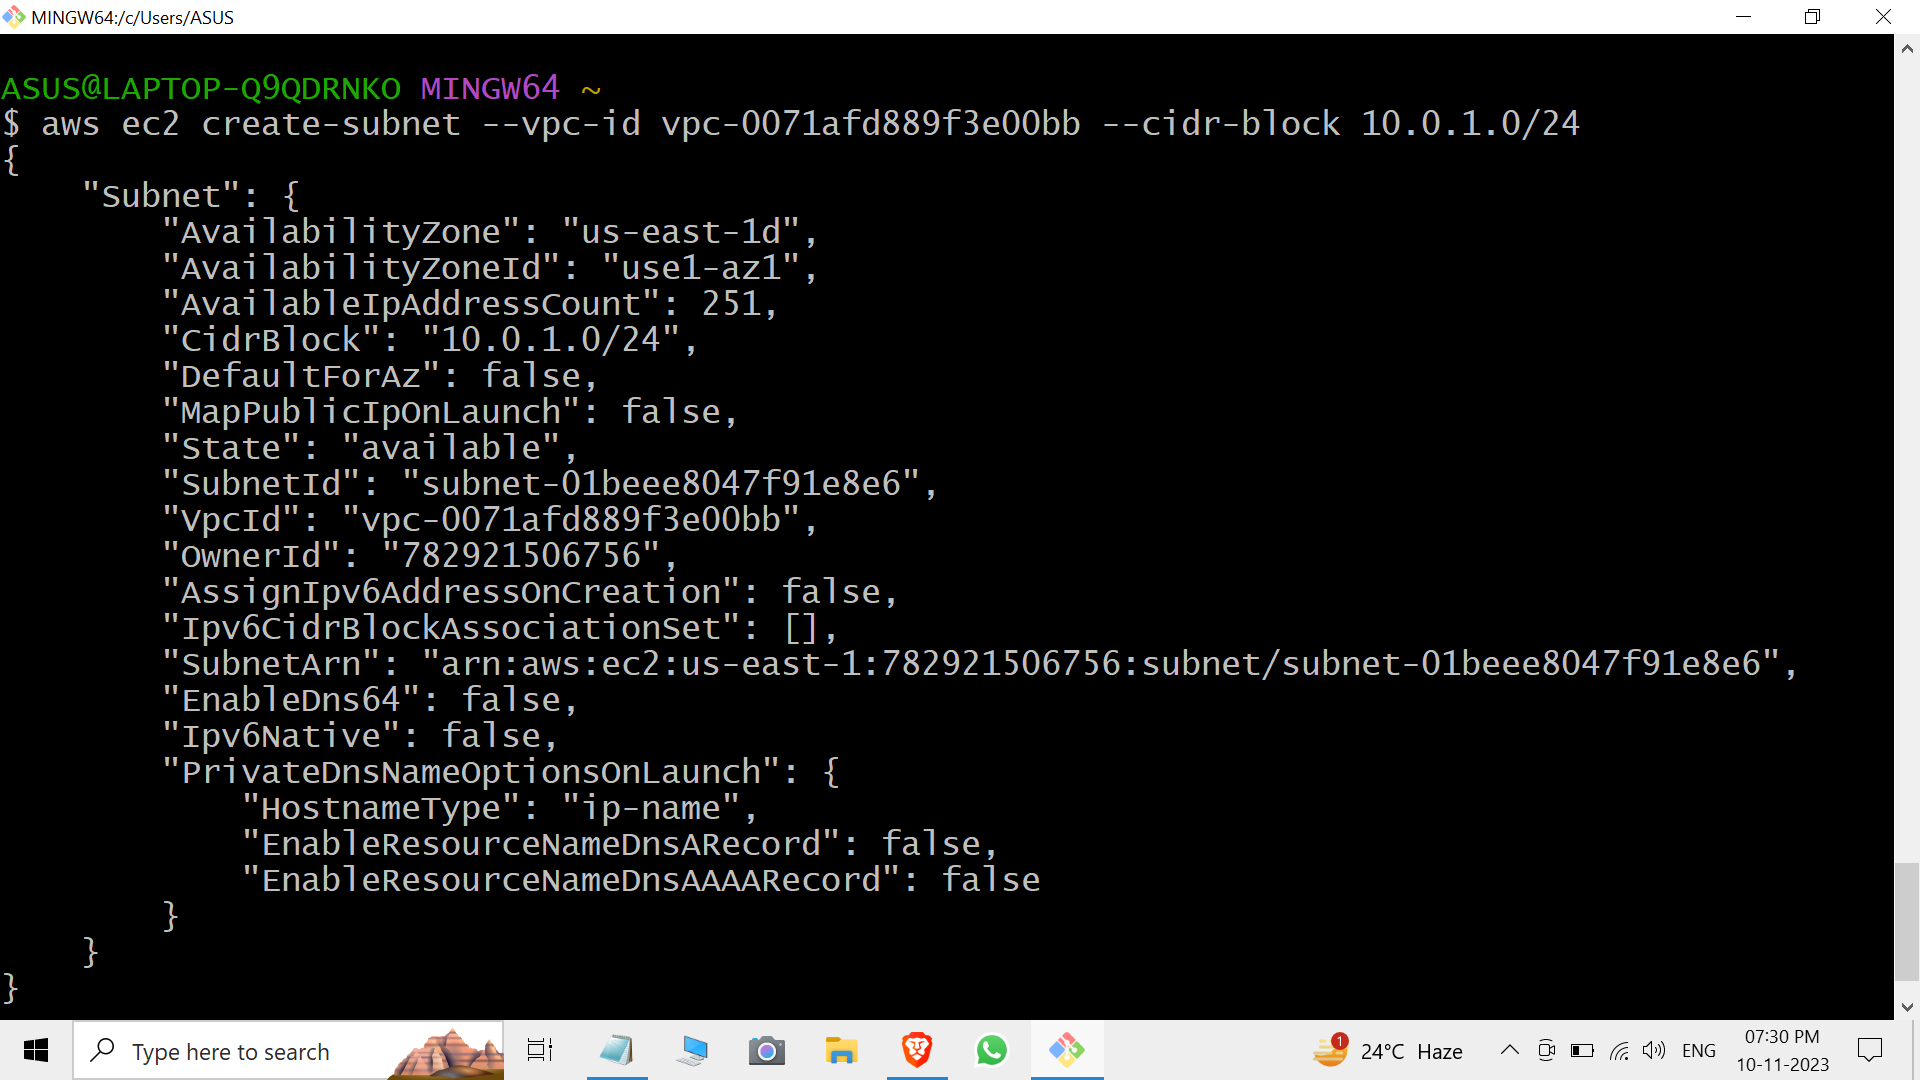 MINGW64:/c/Users/ASUS
ASUS@LAPTOP-Q9QDRNKO MINGW64 ~
$ aws ec2 create-subnet --vpc-id vpc-0071afd889f3e00bb --cidr-block 10.0.1.0/24
{
    "Subnet": {
        "AvailabilityZone": "us-east-1d",
        "AvailabilityZoneId": "use1-az1",
        "AvailableIpAddressCount": 251,
        "CidrBlock": "10.0.1.0/24",
        "DefaultForAz": false,
        "MapPublicIpOnLaunch": false,
        "State": "available",
        "SubnetId": "subnet-01beee8047f91e8e6",
        "VpcId": "vpc-0071afd889f3e00bb",
        "OwnerId": "782921506756",
        "AssignIpv6AddressOnCreation": false,
        "Ipv6CidrBlockAssociationSet": [],
        "SubnetArn": "arn:aws:ec2:us-east-1:782921506756:subnet/subnet-01beee8047f91e8e6",
        "EnableDns64": false,
        "Ipv6Native": false,
        "PrivateDnsNameOptionsOnLaunch": {
            "HostnameType": "ip-name",
            "EnableResourceNameDnsARecord": false,
            "EnableResourceNameDnsAAAARecord": false
        }
    }
}
Type here to search
1
24°C Haze
ENG
07:30 PM
10-11-2023